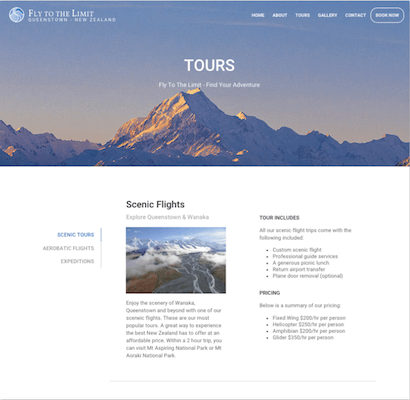 FLY TO THE LIMIT
QUEENSTOWN · NEW ZEALAND
HOME ABOUT TOURS GALLERY CONTACT BOOK NOW
TOURS
Fly To The Limit - Find Your Adventure
SCENIC TOURS
AEROBATIC FLIGHTS
EXPEDITIONS
Scenic Flights
Explore Queenstown & Wanaka
Enjoy the scenery of Wanaka,
Queenstown and beyond with one of our
scenic flights. These are our most
popular tours. A great way to experience
the best New Zealand has to offer at an
affordable price. Within a 2 hour trip, you
can visit Mt Aspiring National Park or Mt
Aoraki National Park.
TOUR INCLUDES
All our scenic flight trips come with the
following included:
• Custom scenic flight
• Professional guide services
• A generous picnic lunch
• Return airport transfer
• Plane door removal (optional)
PRICING
Below is a summary of our pricing:
• Fixed Wing $200/hr per person
• Helicopter $250/hr per person
• Amphibian $200/hr per person
• Glider $350/hr per person